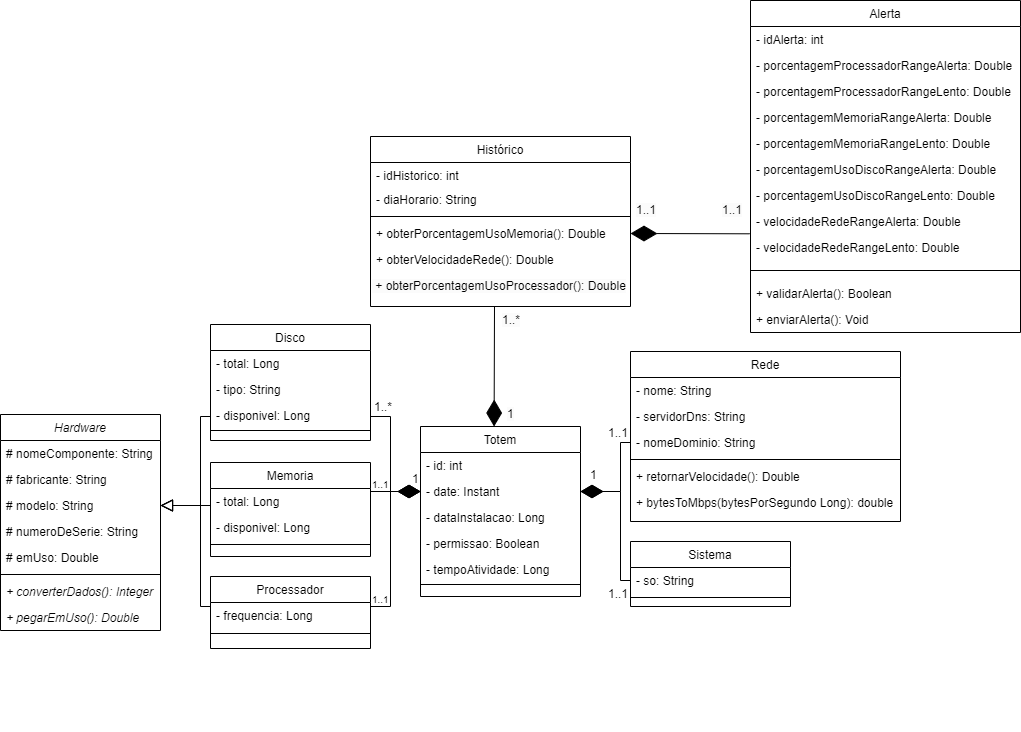 Alerta
- idAlerta: int
- porcentagemProcessadorRangeAlerta: Double
- porcentagemProcessadorRangeLento: Double
- porcentagemMemoriaRangeAlerta: Double
- porcentagemMemoriaRangeLento: Double
- porcentagemUsoDiscoRangeAlerta: Double
- porcentagemUsoDiscoRangeLento: Double
- velocidadeRedeRangeAlerta: Double
- velocidadeRedeRangeLento: Double
+ validarAlerta(): Boolean
+ enviarAlerta(): Void
Histórico
- idHistorico: int
- diaHorario: String
+ obterPorcentagemUsoMemoria(): Double
+ obterVelocidadeRede(): Double
+ obterPorcentagemUsoProcessador(): Double
1..1
1..1
1..*
1
Disco
- total: Long
- tipo: String
- disponivel: Long
1..*
Hardware
# nomeComponente: String
# fabricante: String
# modelo: String
# numeroDeSerie: String
# emUso: Double
+ converterDados(): Integer
+ pegarEmUso(): Double
Memoria
- total: Long
- disponivel: Long
1..1
1
Processador
- frequencia: Long
1..1
Totem
- id: int
- date: Instant
- dataInstalacao: Long
- permissao: Boolean
- tempoAtividade: Long
1
1..1
Rede
- nome: String
- servidorDns: String
- nomeDominio: String
+ retornarVelocidade(): Double
+ bytesToMbps(bytesPorSegundo Long): double
Sistema
- so: String
1..1